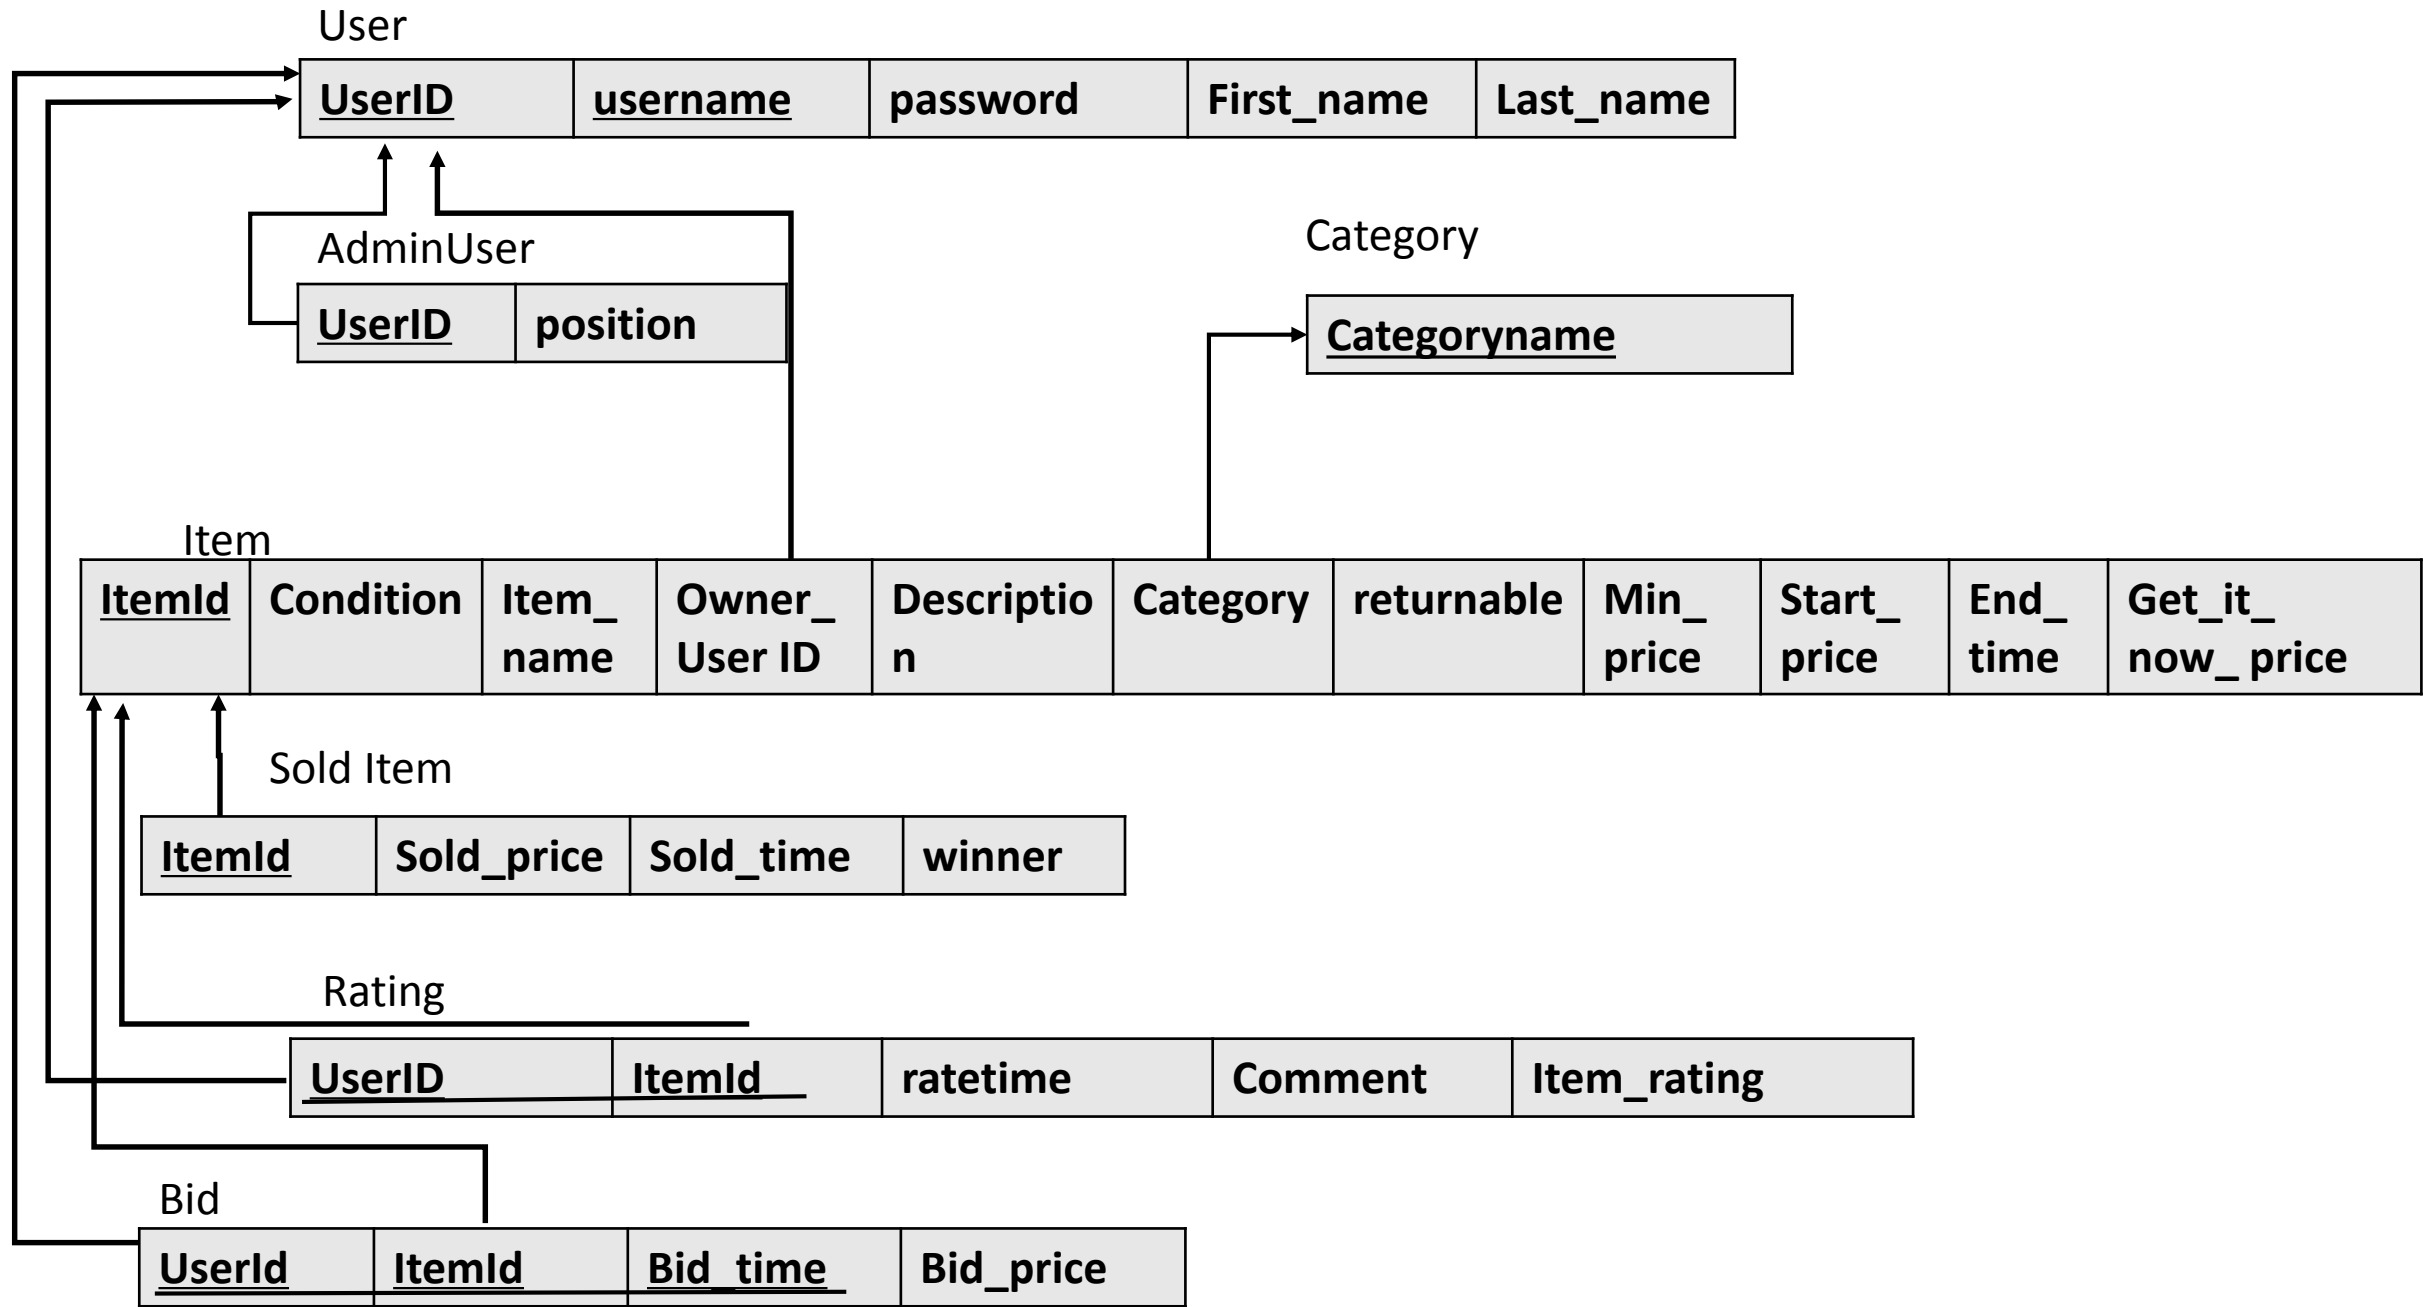 User
UserID username password First_name Last_name
AdminUser
UserID position
Category
Categoryname
Item
ItemId Condition Item_ Owner_ Descriptio Category returnable Min_ Start_ End_ Get_it_
name User ID n price price time now_ price
Sold Item
ItemId Sold_price Sold_time winner
Rating
UserID ItemId ratetime Comment Item_rating
Bid
UserId ItemId Bid_time Bid_price